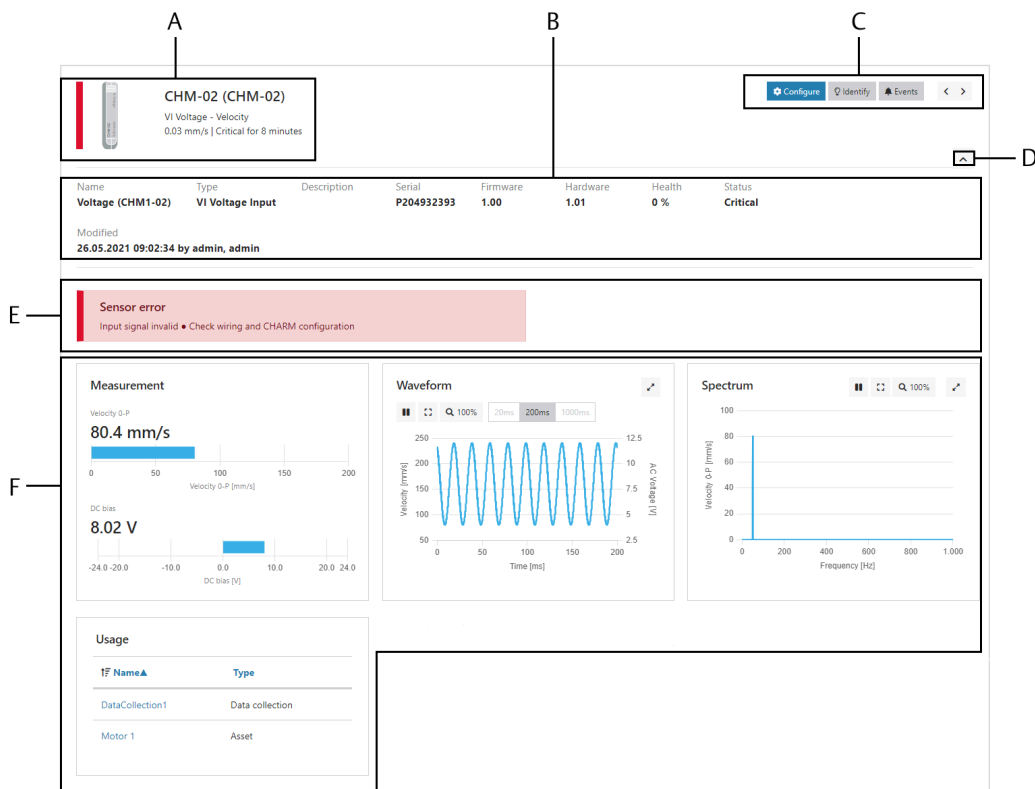 A
B
C
CHM-02 (CHM-02)
VI Voltage - Velocity
0.03 mm/s | Critical for 8 minutes
Configure Identify Events
D
Name Type Description Serial Firmware Hardware Health Status
Voltage (CHM1-02) VI Voltage Input P204932393 1.00 1.01 0 % Critical
Modified
26.05.2021 09:02:34 by admin, admin
E
Sensor error
Input signal invalid ● Check wiring and CHARM configuration
F
Measurement
Velocity 0-P
80.4 mm/s
0 50 100 150 200
Velocity 0-P [mm/s]
DC bias
8.02 V
-24.0 -20.0 -10.0 0.0 10.0 20.0 24.0
DC bias [V]
Waveform
100% 20ms 200ms 1000ms
250 12.5
200 10
150 7.5
100 5
50 2.5
Velocity [mm/s]
AC Voltage [V]
0 50 100 150 200
Time [ms]
Spectrum
100%
100
80
60
40
20
0
Velocity 0-P [mm/s]
0 200 400 600 800 1.000
Frequency [Hz]
Usage
Name▲ Type
DataCollection1 Data collection
Motor 1 Asset